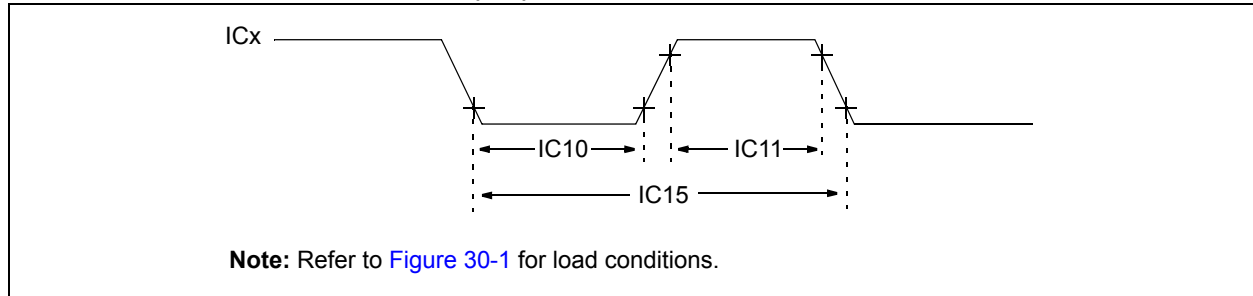 ICx
IC10
IC11
IC15
Note: Refer to Figure 30-1 for load conditions.